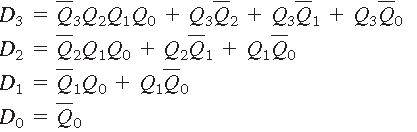 D₃ = Q̅₃Q₂Q₁Q₀ + Q₃Q̅₂ + Q₃Q̅₁ + Q₃Q̅₀
D₂ = Q̅₂Q₁Q₀ + Q₂Q̅₁ + Q₁Q̅₀
D₁ = Q̅₁Q₀ + Q₁Q̅₀
D₀ = Q̅₀